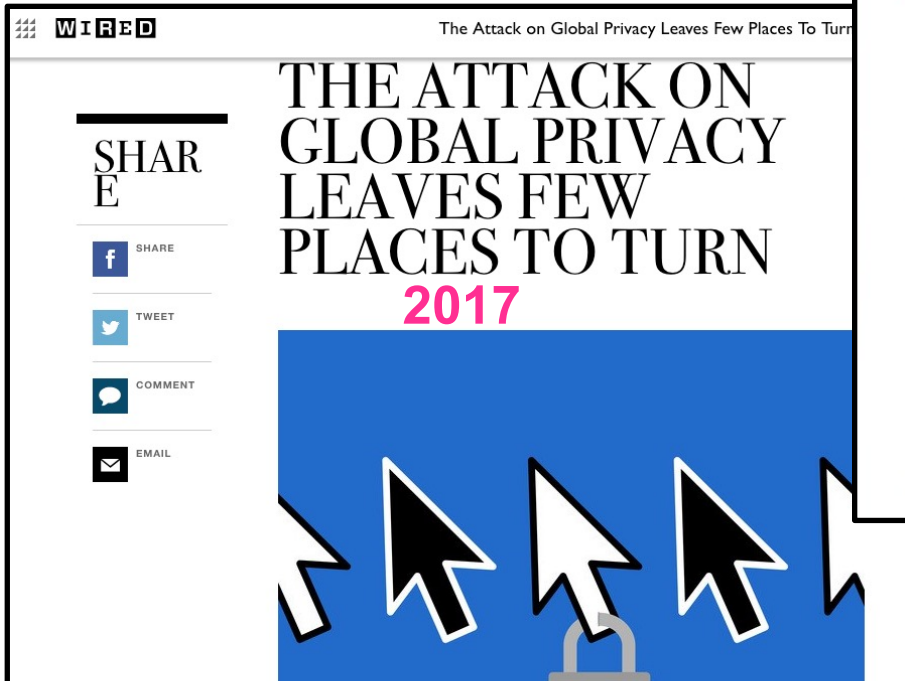 WIRED
The Attack on Global Privacy Leaves Few Places To Turn
THE ATTACK ON
GLOBAL PRIVACY
LEAVES FEW
PLACES TO TURN
2017
SHAR
E
SHARE
TWEET
COMMENT
EMAIL